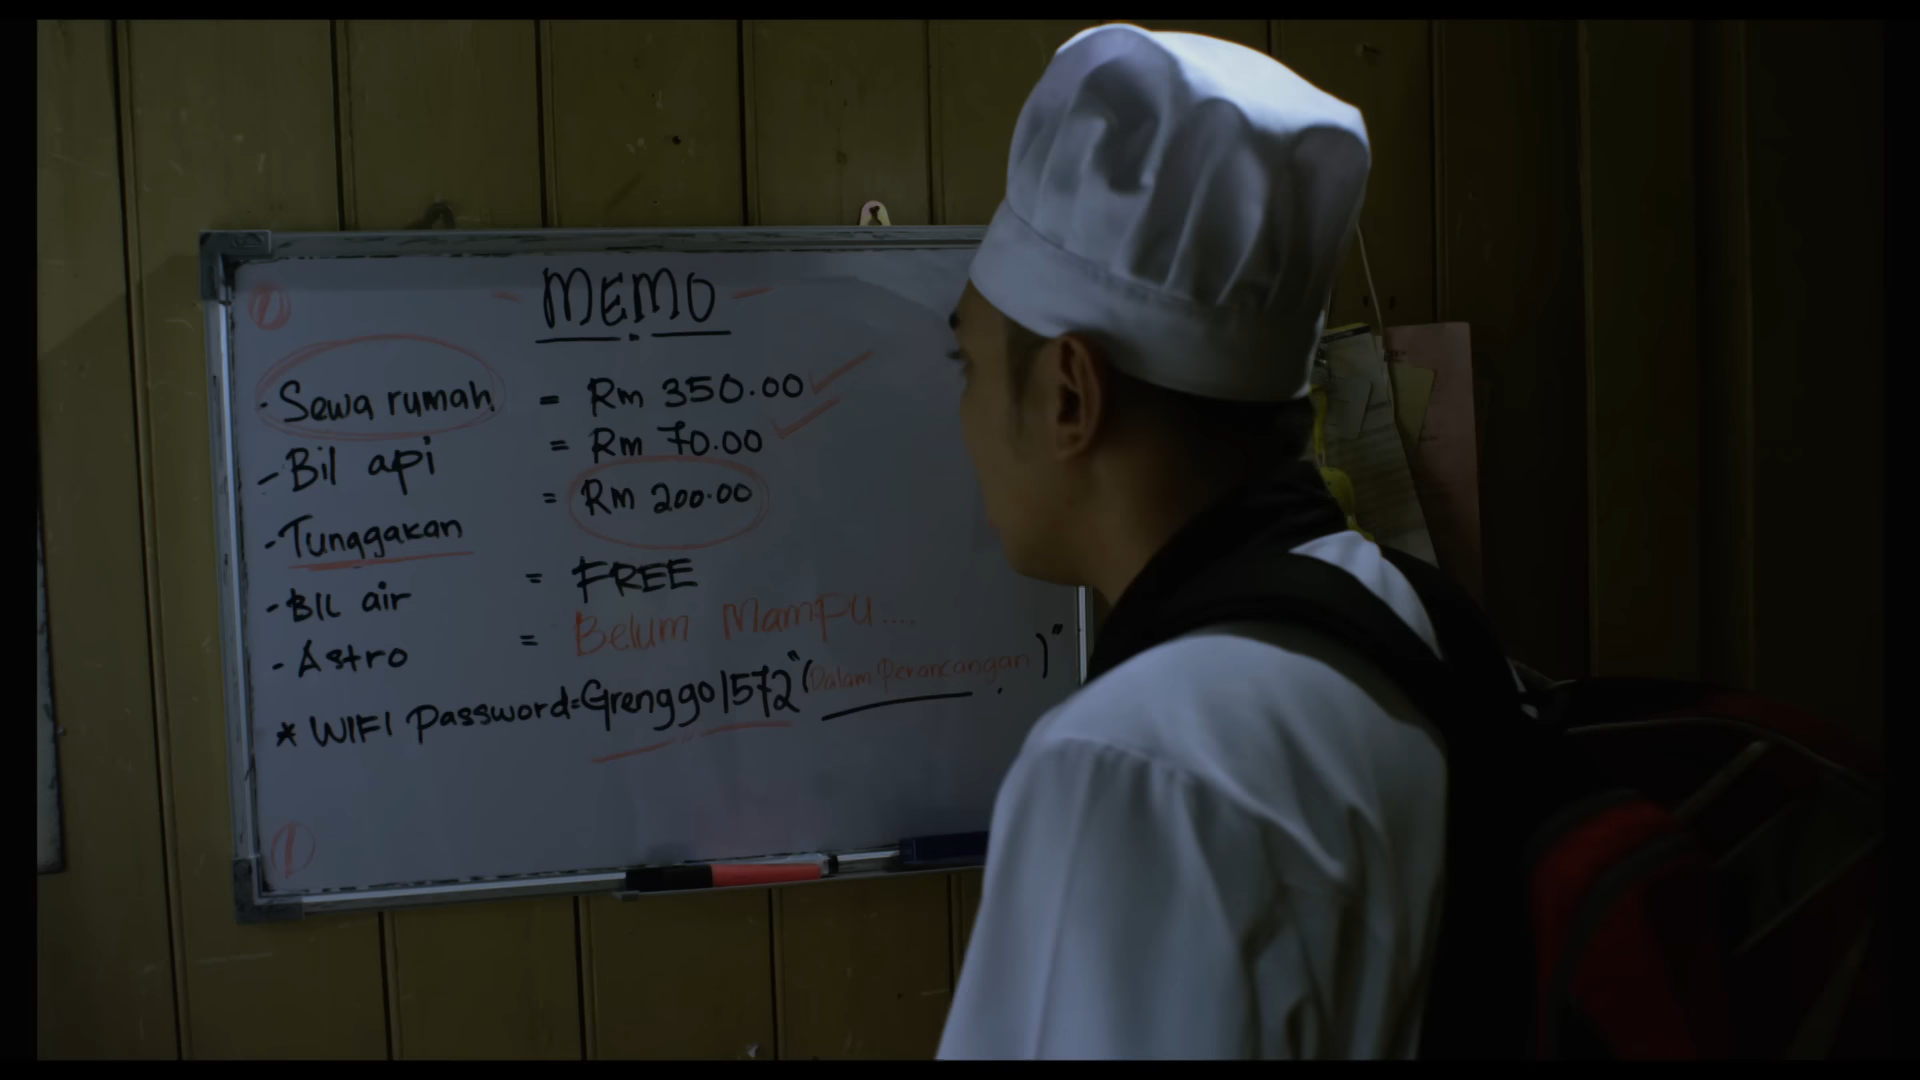 MEMO
- Sewa rumah = Rm 350.00
- Bil api = Rm 70.00
- Tunggakan = Rm 200.00
- BIL air = FREE
- Astro = Belum Mampu....
* WIFI Password=Grenggo1572 "(Dalam Perancangan)"